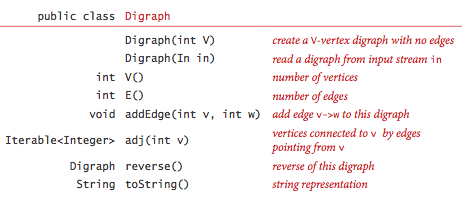 public class Digraph
Digraph(int V) create a V-vertex digraph with no edges
Digraph(In in) read a digraph from input stream in
int V() number of vertices
int E() number of edges
void addEdge(int v, int w) add edge v->w to this digraph
Iterable<Integer> adj(int v) vertices connected to v by edges
pointing from v
Digraph reverse() reverse of this digraph
String toString() string representation